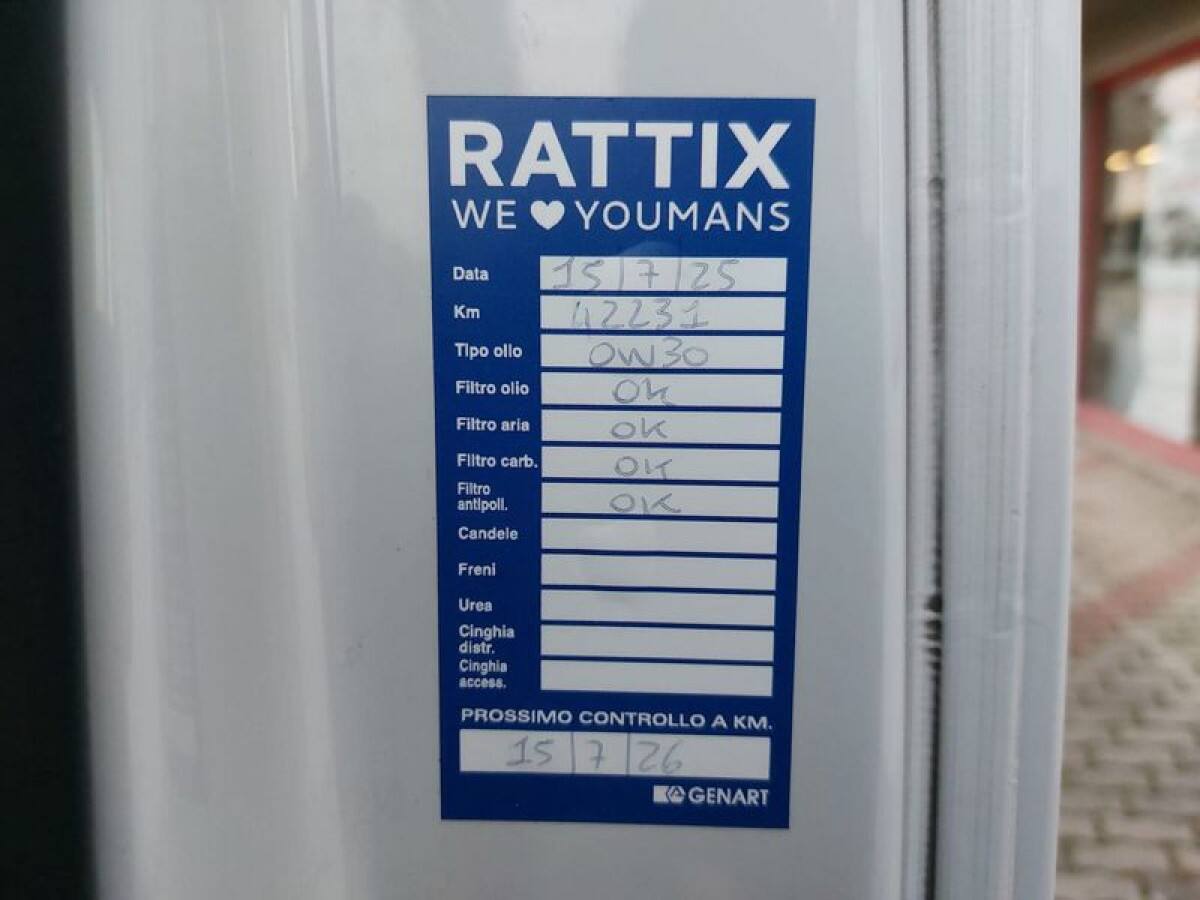 RATTIX
WE ♥ YOUMANS
Data 15/7/25
Km 42231
Tipo olio 0W30
Filtro olio OK
Filtro aria OK
Filtro carb. OK
Filtro antipoll. OK
Candele
Freni
Urea
Cinghia distr.
Cinghia access.
PROSSIMO CONTROLLO A KM.
15/7/26
GENART